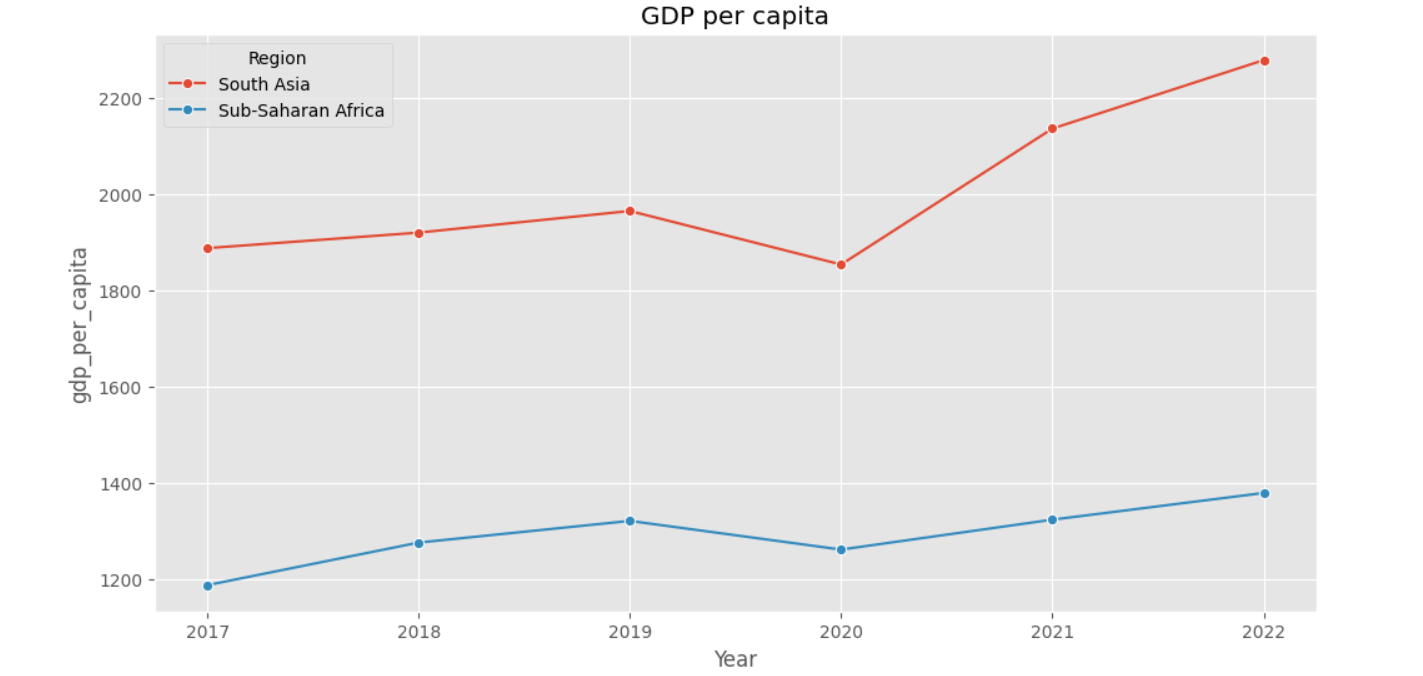 GDP per capita
Region
South Asia
Sub-Saharan Africa
gdp_per_capita
2200
2000
1800
1600
1400
1200
2017 2018 2019 2020 2021 2022
Year